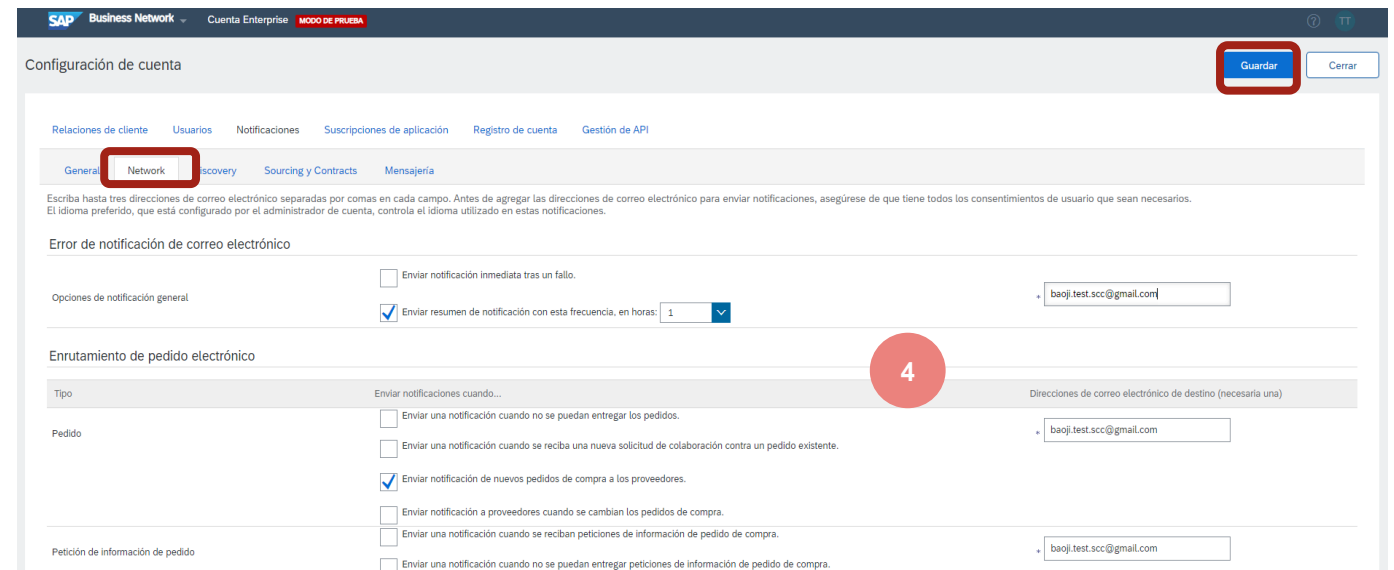 SAP Business Network Cuenta Enterprise MODO DE PRUEBA ? TT
Configuración de cuenta Guardar Cerrar
Relaciones de cliente Usuarios Notificaciones Suscripciones de aplicación Registro de cuenta Gestión de API
General Network iscovery Sourcing y Contracts Mensajería
Escriba hasta tres direcciones de correo electrónico separadas por comas en cada campo. Antes de agregar las direcciones de correo electrónico para enviar notificaciones, asegúrese de que tiene todos los consentimientos de usuario que sean necesarios.
El idioma preferido, que está configurado por el administrador de cuenta, controla el idioma utilizado en estas notificaciones.
Error de notificación de correo electrónico
Enviar notificación inmediata tras un fallo.
Opciones de notificación general * baoji.test.scc@gmail.com
Enviar resumen de notificación con esta frecuencia, en horas: 1
Enrutamiento de pedido electrónico
4
Tipo Enviar notificaciones cuando... Direcciones de correo electrónico de destino (necesaria una)
Enviar una notificación cuando no se puedan entregar los pedidos.
Pedido * baoji.test.scc@gmail.com
Enviar una notificación cuando se reciba una nueva solicitud de colaboración contra un pedido existente.
Enviar notificación de nuevos pedidos de compra a los proveedores.
Enviar notificación a proveedores cuando se cambian los pedidos de compra.
Enviar una notificación cuando se reciban peticiones de información de pedido de compra.
Petición de información de pedido * baoji.test.scc@gmail.com
Enviar una notificación cuando no se puedan entregar peticiones de información de pedido de compra.